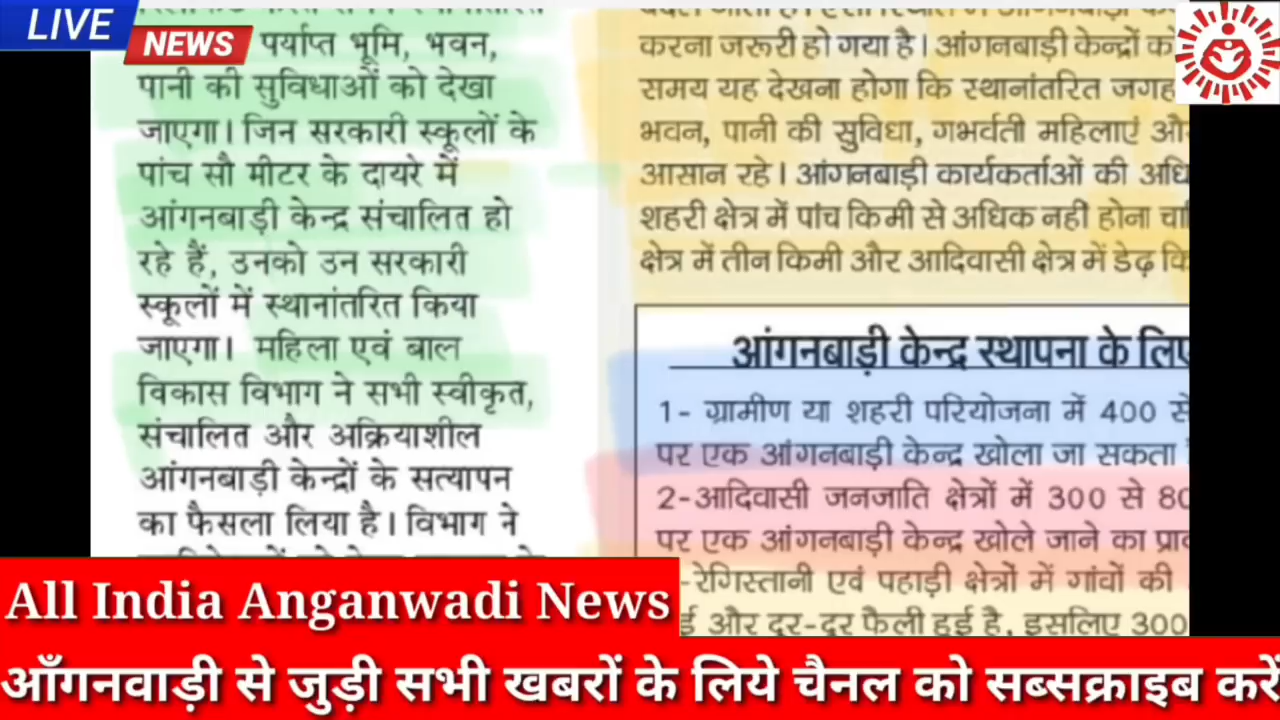 LIVE
NEWS
पर्याप्त भूमि, भवन,
पानी की सुविधाओं को देखा
जाएगा। जिन सरकारी स्कूलों के
पांच सौ मीटर के दायरे में
आंगनबाड़ी केन्द्र संचालित हो
रहे हैं, उनको उन सरकारी
स्कूलों में स्थानांतरित किया
जाएगा। महिला एवं बाल
विकास विभाग ने सभी स्वीकृत,
संचालित और अक्रियाशील
आंगनबाड़ी केन्द्रों के सत्यापन
का फैसला लिया है। विभाग ने
करना जरूरी हो गया है। आंगनबाड़ी केन्द्रों को
समय यह देखना होगा कि स्थानांतरित जगह
भवन, पानी की सुविधा, गभर्वती महिलाएं
आसान रहे। आंगनबाड़ी कार्यकर्ताओं की
शहरी क्षेत्र में पांच किमी से अधिक नहीं होना
क्षेत्र में तीन किमी और आदिवासी क्षेत्र में डेढ़
आंगनबाड़ी केन्द्र स्थापना के
1- ग्रामीण या शहरी परियोजना में 400 से
पर एक आंगनबाड़ी केन्द्र खोला जा सकता
2-आदिवासी जनजाति क्षेत्रों में 300 से 80
पर एक आंगनबाड़ी केन्द्र खोले जाने का
-रेगिस्तानी एवं पहाड़ी क्षेत्रों में गांवों की
ई और दूर-दूर फैली हुई है, इसलिए 300
All India Anganwadi News
आँगनवाड़ी से जुड़ी सभी खबरों के लिये चैनल को सब्सक्राइब करें